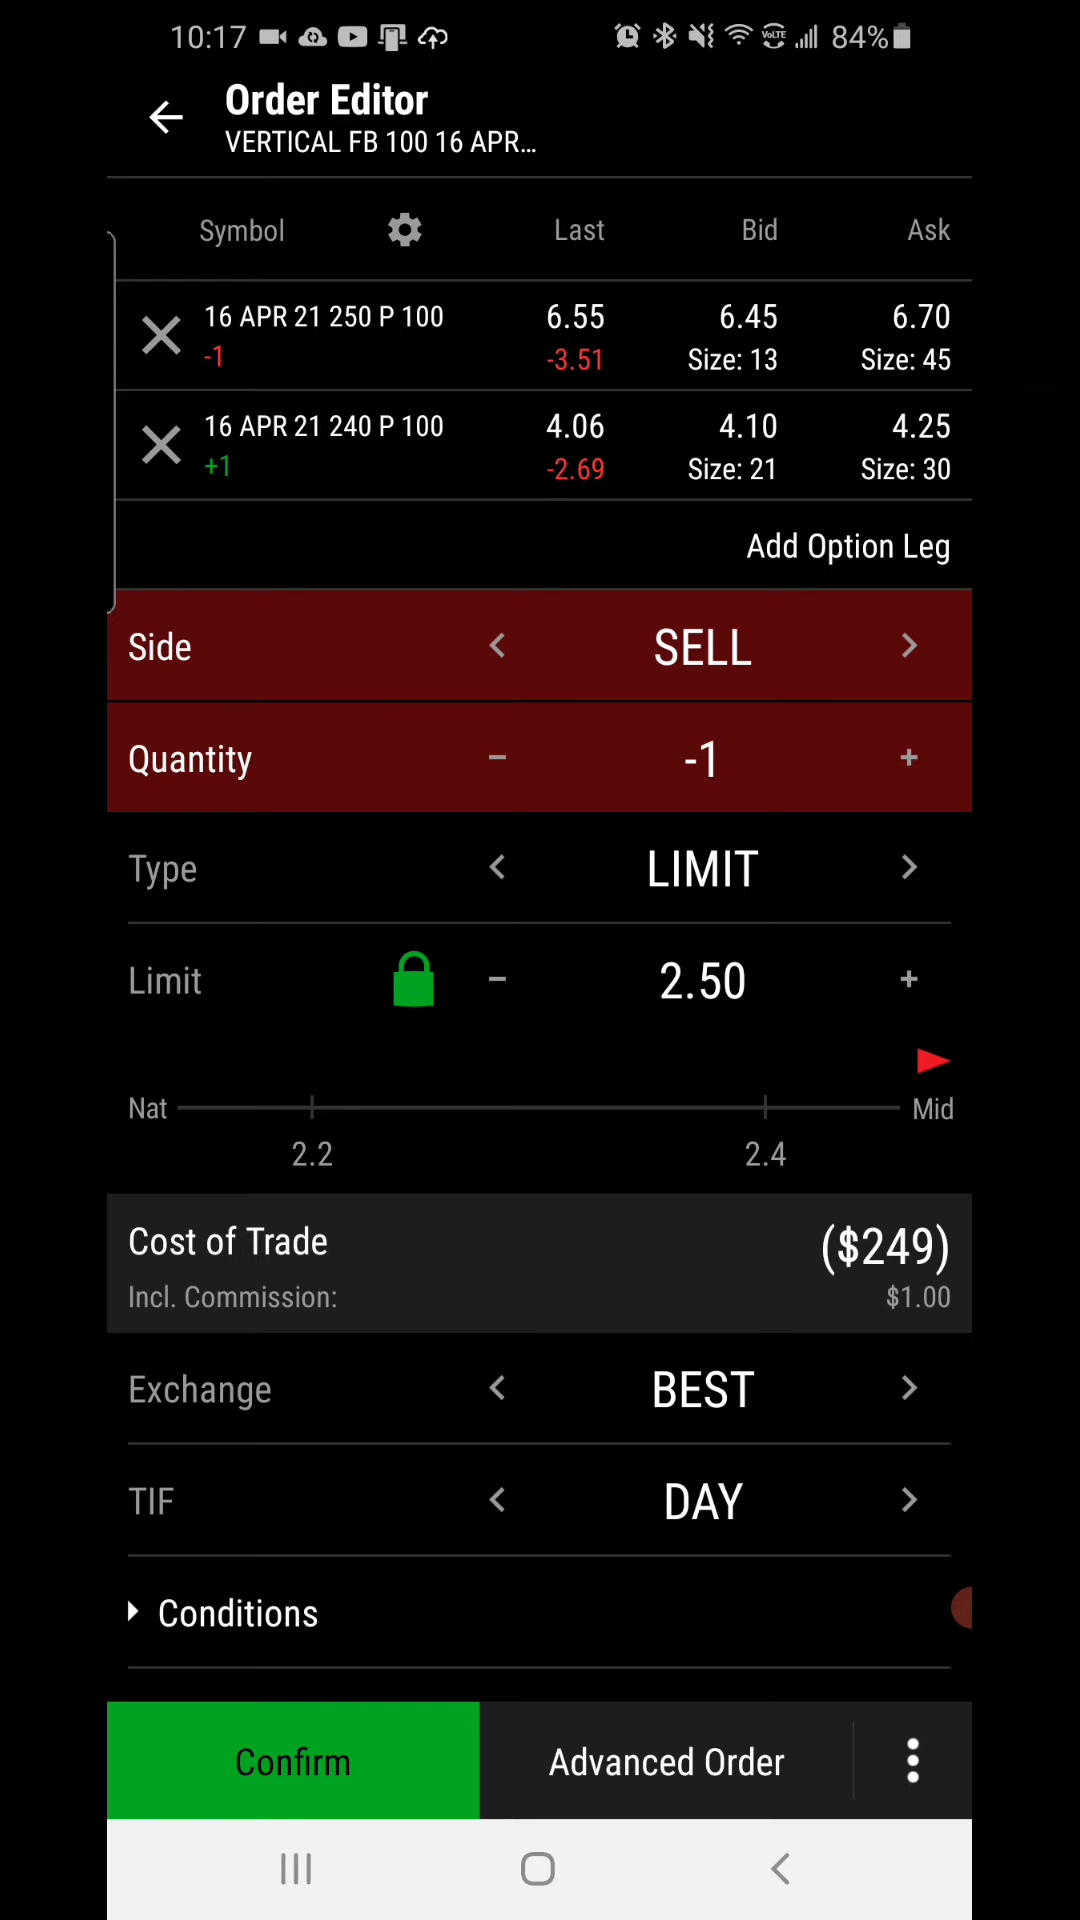 10:17 VoLTE 84%
Order Editor
VERTICAL FB 100 16 APR...
Symbol Last Bid Ask
16 APR 21 250 P 100 6.55 6.45 6.70
-1 -3.51 Size: 13 Size: 45
16 APR 21 240 P 100 4.06 4.10 4.25
+1 -2.69 Size: 21 Size: 30
Add Option Leg
Side < SELL >
Quantity - -1 +
Type < LIMIT >
Limit - 2.50 +
Nat Mid
2.2 2.4
Cost of Trade ($249)
Incl. Commission: $1.00
Exchange < BEST >
TIF < DAY >
Conditions
Confirm Advanced Order